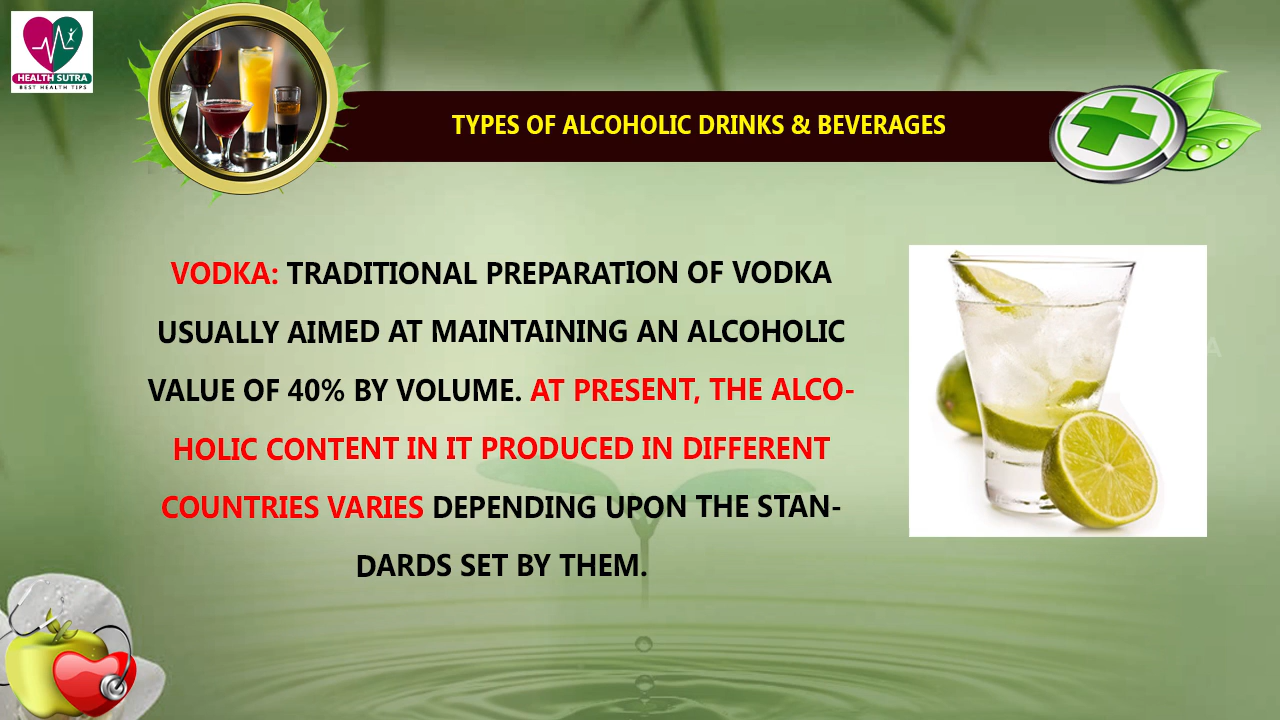 HEALTH SUTRA
BEST HEALTH TIPS
TYPES OF ALCOHOLIC DRINKS & BEVERAGES
VODKA: TRADITIONAL PREPARATION OF VODKA
USUALLY AIMED AT MAINTAINING AN ALCOHOLIC
VALUE OF 40% BY VOLUME. AT PRESENT, THE ALCO-
HOLIC CONTENT IN IT PRODUCED IN DIFFERENT
COUNTRIES VARIES DEPENDING UPON THE STAN-
DARDS SET BY THEM.